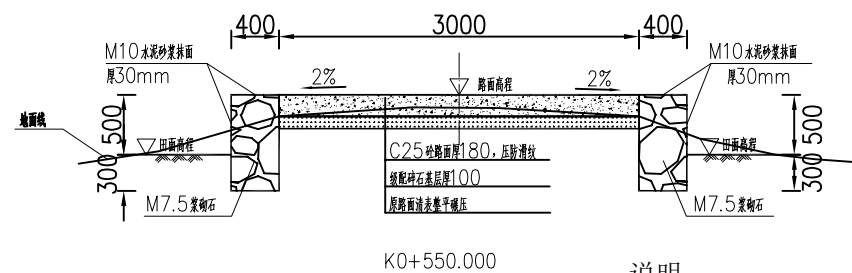 400 3000 400
M10水泥砂浆抹面 M10水泥砂浆抹面
厚30mm 2% 路面高程 2% 厚30mm
地面线 500 田面高程 田面高程 500
C25砼路面厚180,压防滑纹
300 级配碎石基层厚100 300
M7.5浆砌石 原路面清表整平碾压 M7.5浆砌石
K0+550.000 说明